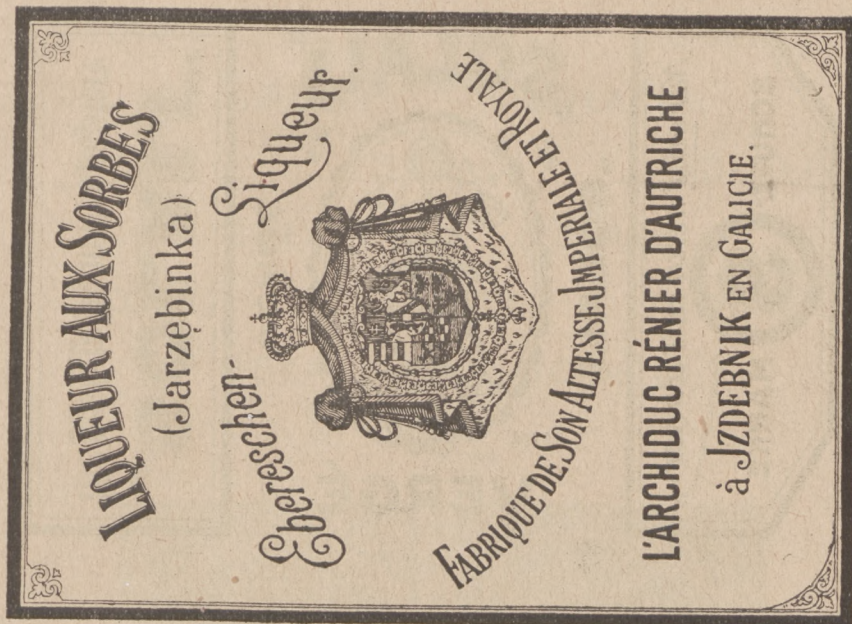 LIQUEUR AUX SORBES
(Jarzębinka)
Ebereschen-Liqueur.
FABRIQUE DE SON ALTESSE JMPERIALE ET ROYALE
L'ARCHIDUC RÉNIER D'AUTRICHE
à JZDEBNIK EN GALICIE.